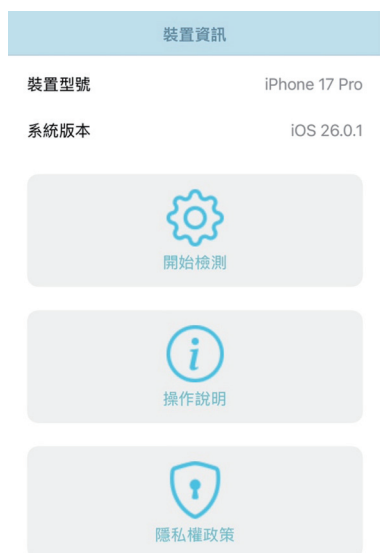 裝置資訊
裝置型號 iPhone 17 Pro
系統版本 iOS 26.0.1
開始檢測
i
操作說明
隱私權政策